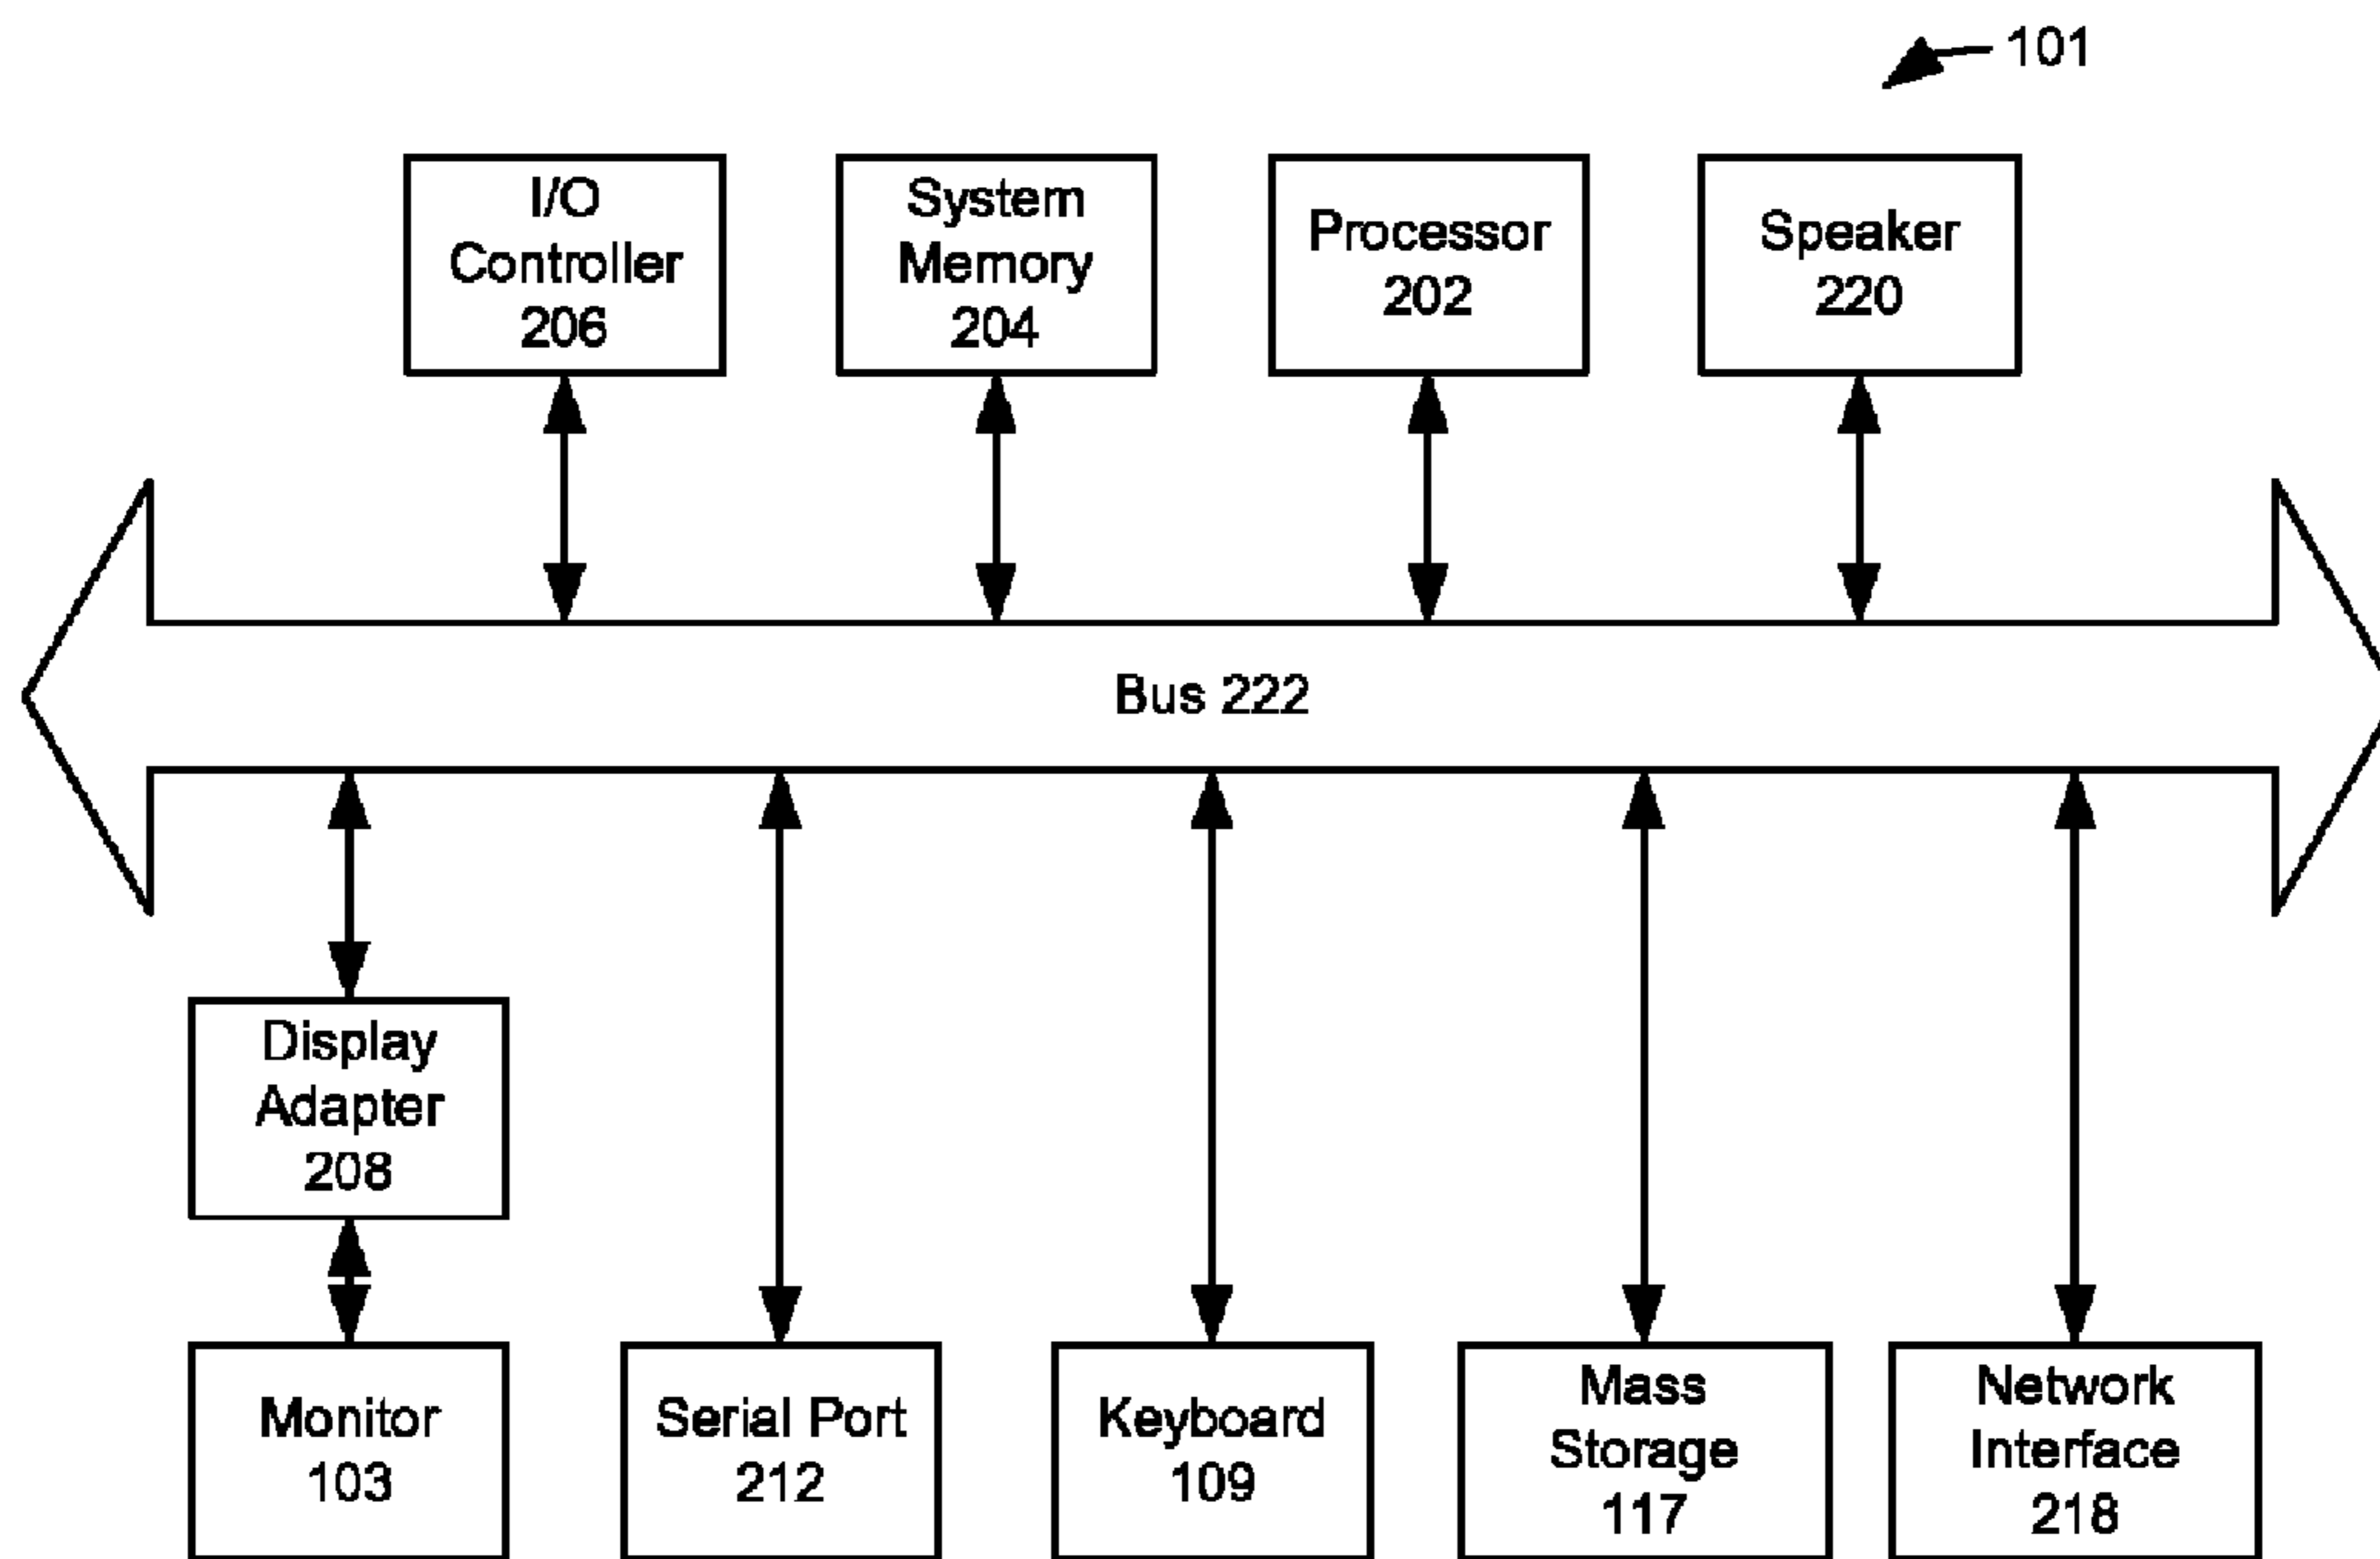 101
I/O
Controller
206
System
Memory
204
Processor
202
Speaker
220
Bus 222
Display
Adapter
208
Monitor
103
Serial Port
212
Keyboard
109
Mass
Storage
117
Network
Interface
218